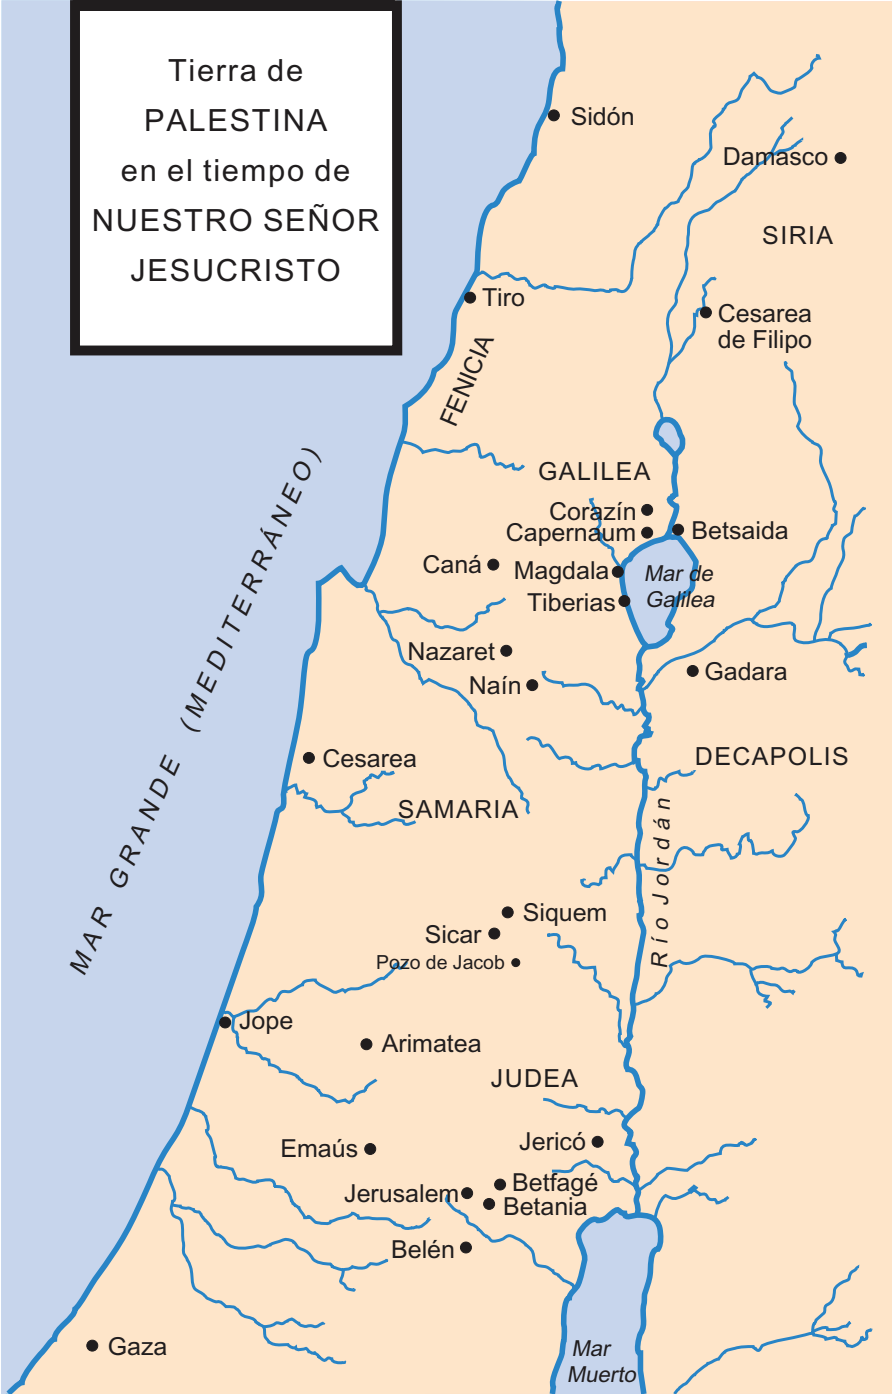 Tierra de
PALESTINA
en el tiempo de
NUESTRO SEÑOR
JESUCRISTO
Sidón
Damasco
SIRIA
Tiro
Cesarea
de Filipo
FENICIA
GALILEA
MAR GRANDE (MEDITERRÁNEO)
Corazín
Capernaum
Betsaida
Caná
Magdala
Mar de
Galilea
Tiberias
Nazaret
Gadara
Naín
Cesarea
DECAPOLIS
SAMARIA
Río Jordán
Siquem
Sicar
Pozo de Jacob
Jope
Arimatea
JUDEA
Jericó
Emaús
Betfagé
Jerusalem
Betania
Belén
Gaza
Mar
Muerto